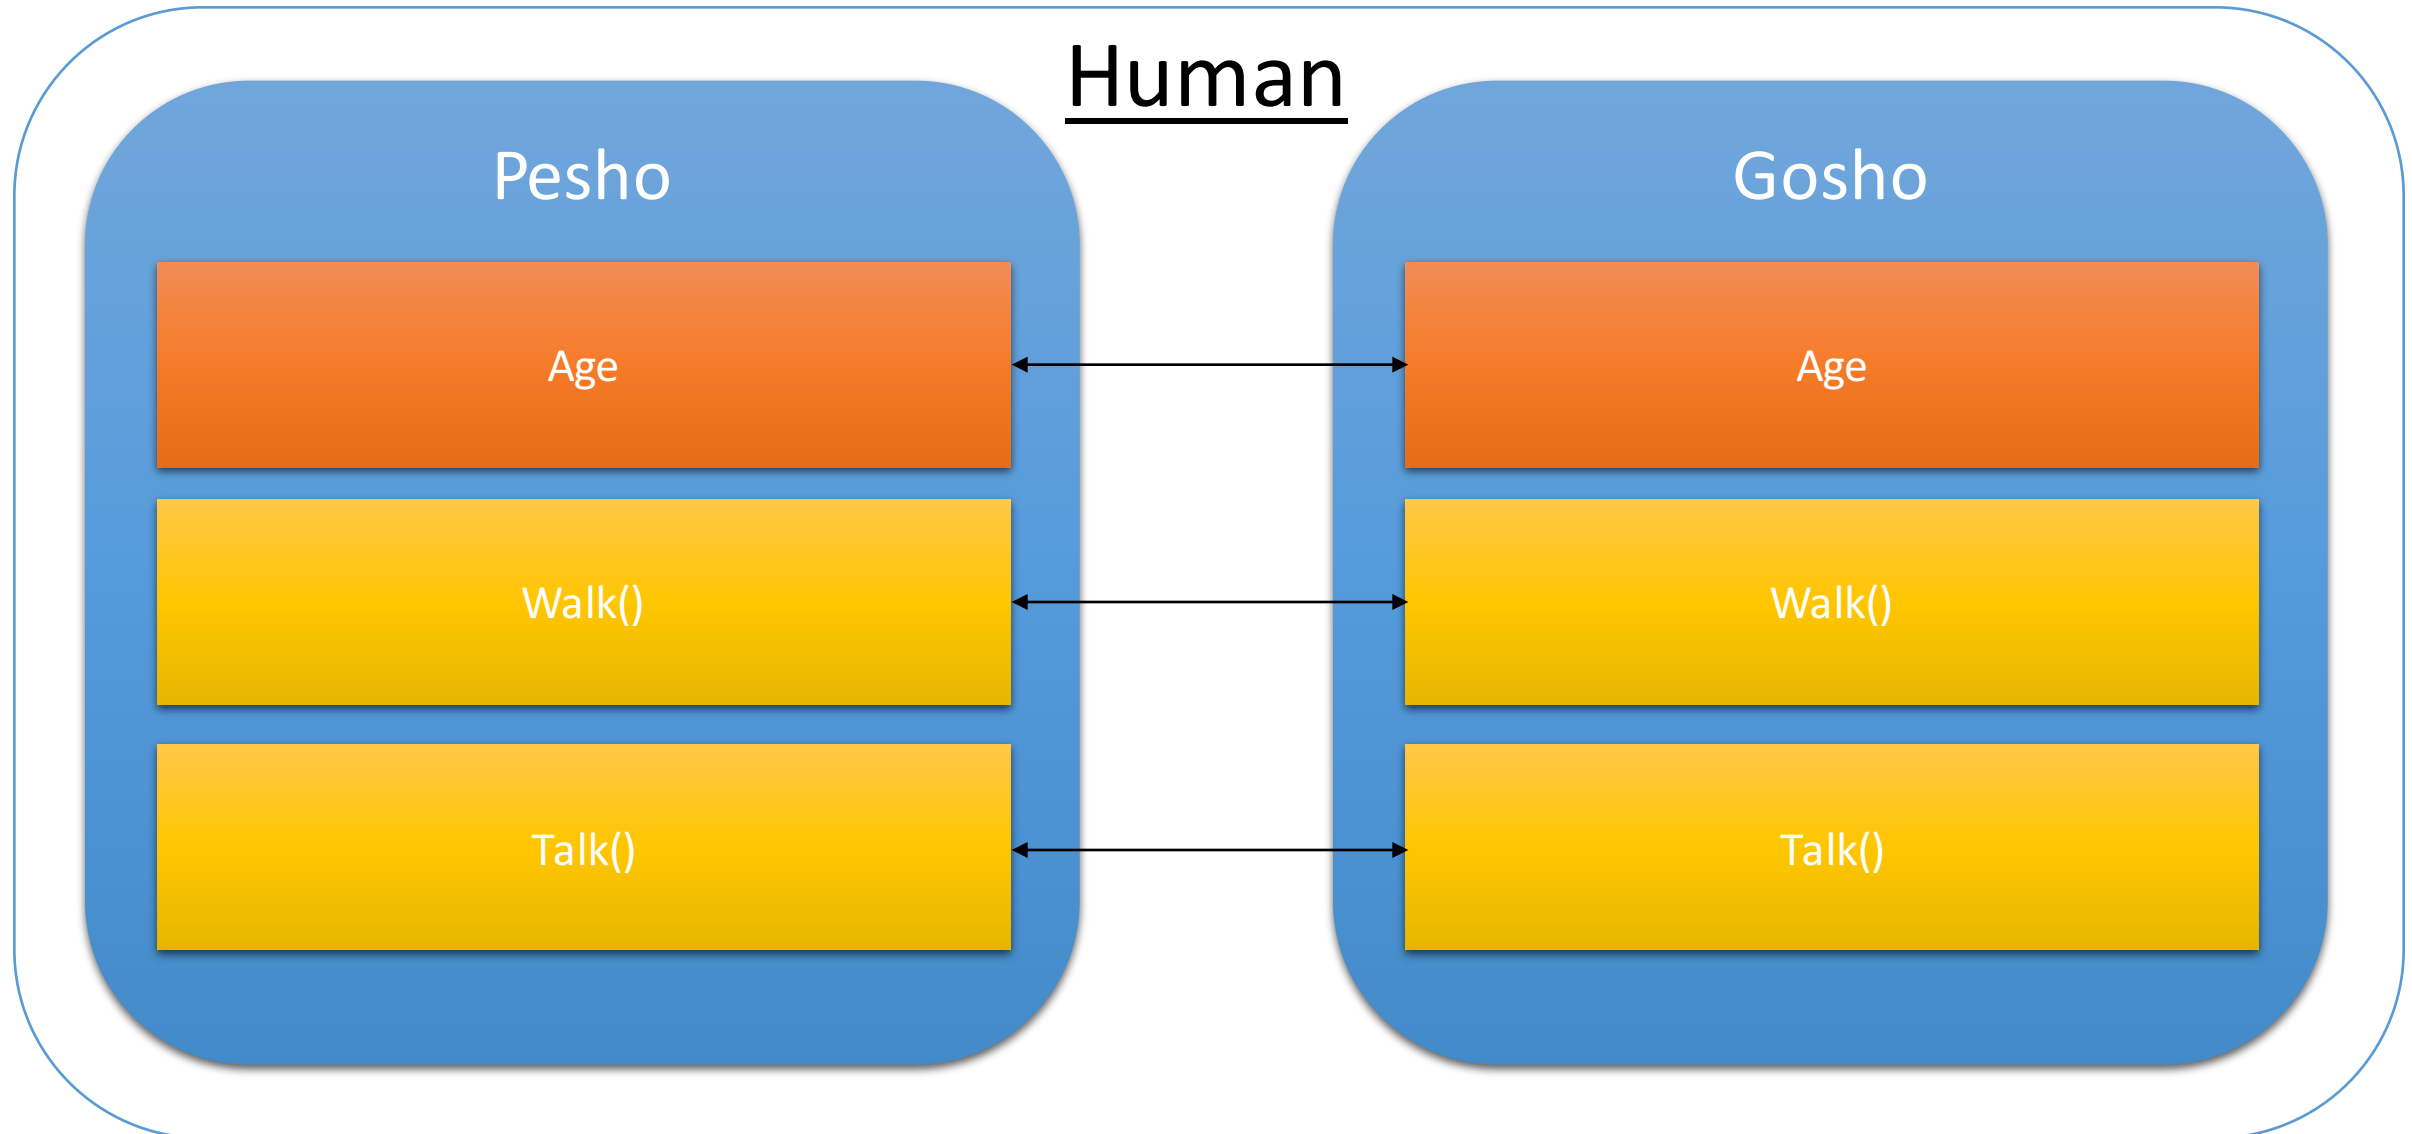 Human
Pesho
Gosho
Age
Age
Walk()
Walk()
Talk()
Talk()